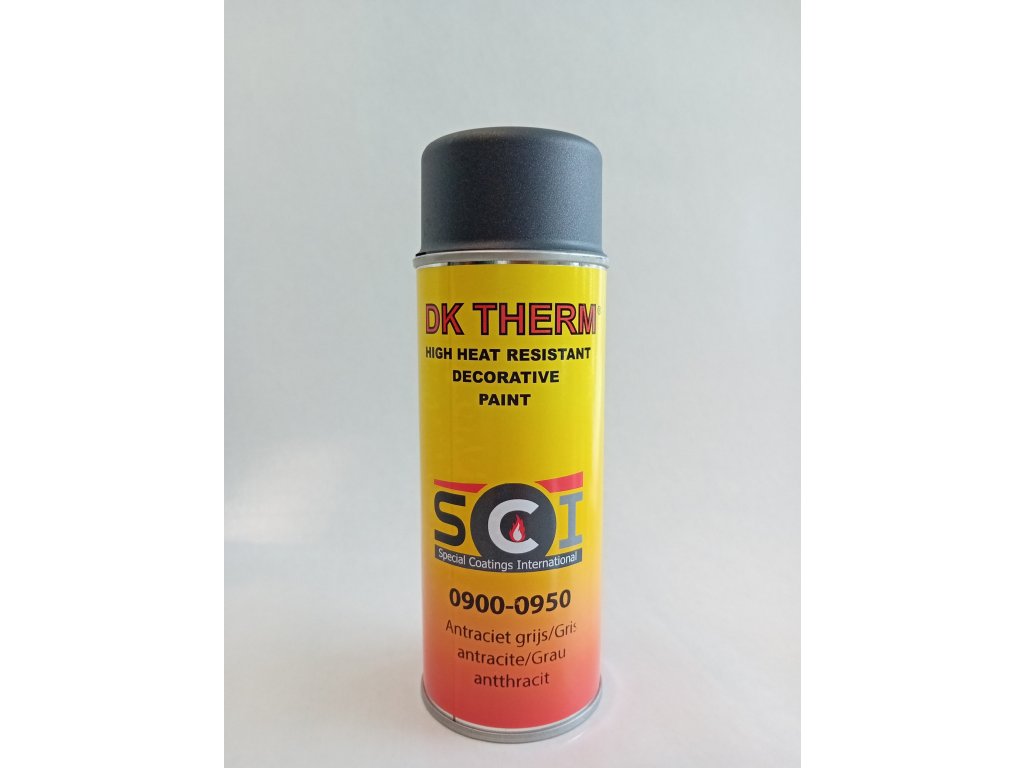 DK THERM®
HIGH HEAT RESISTANT
DECORATIVE
PAINT
SCI
Special Coatings International
0900-0950
Antraciet grijs/Gris
antracite/Grau
antthracit